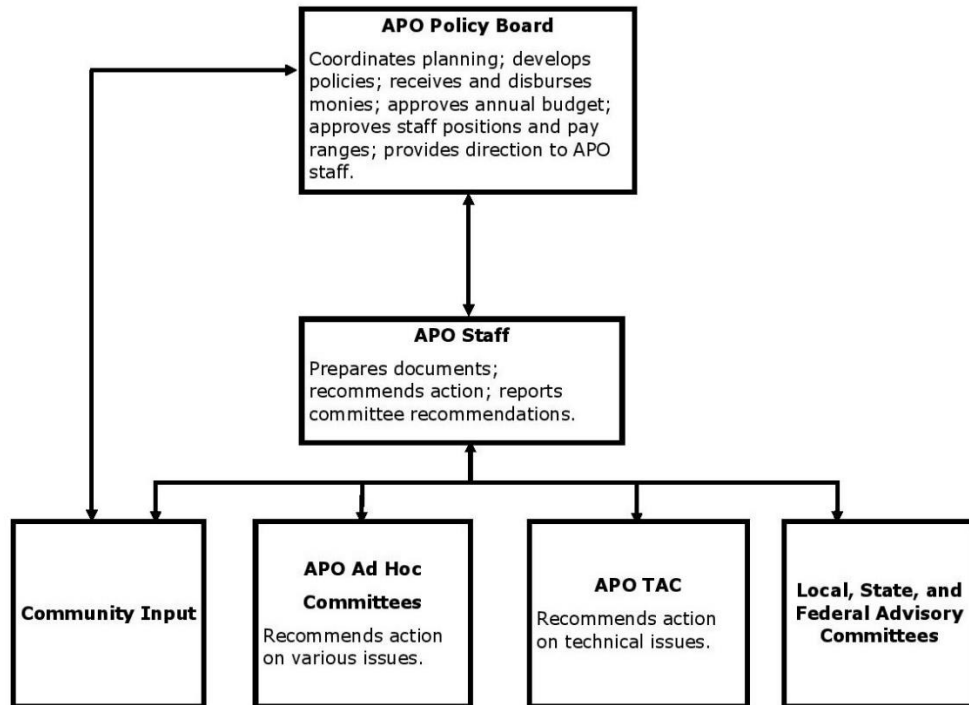 APO Policy Board
Coordinates planning; develops
policies; receives and disburses
monies; approves annual budget;
approves staff positions and pay
ranges; provides direction to APO
staff.
APO Staff
Prepares documents;
recommends action; reports
committee recommendations.
Community Input
APO Ad Hoc
Committees
Recommends action
on various issues.
APO TAC
Recommends action
on technical issues.
Local, State, and
Federal Advisory
Committees